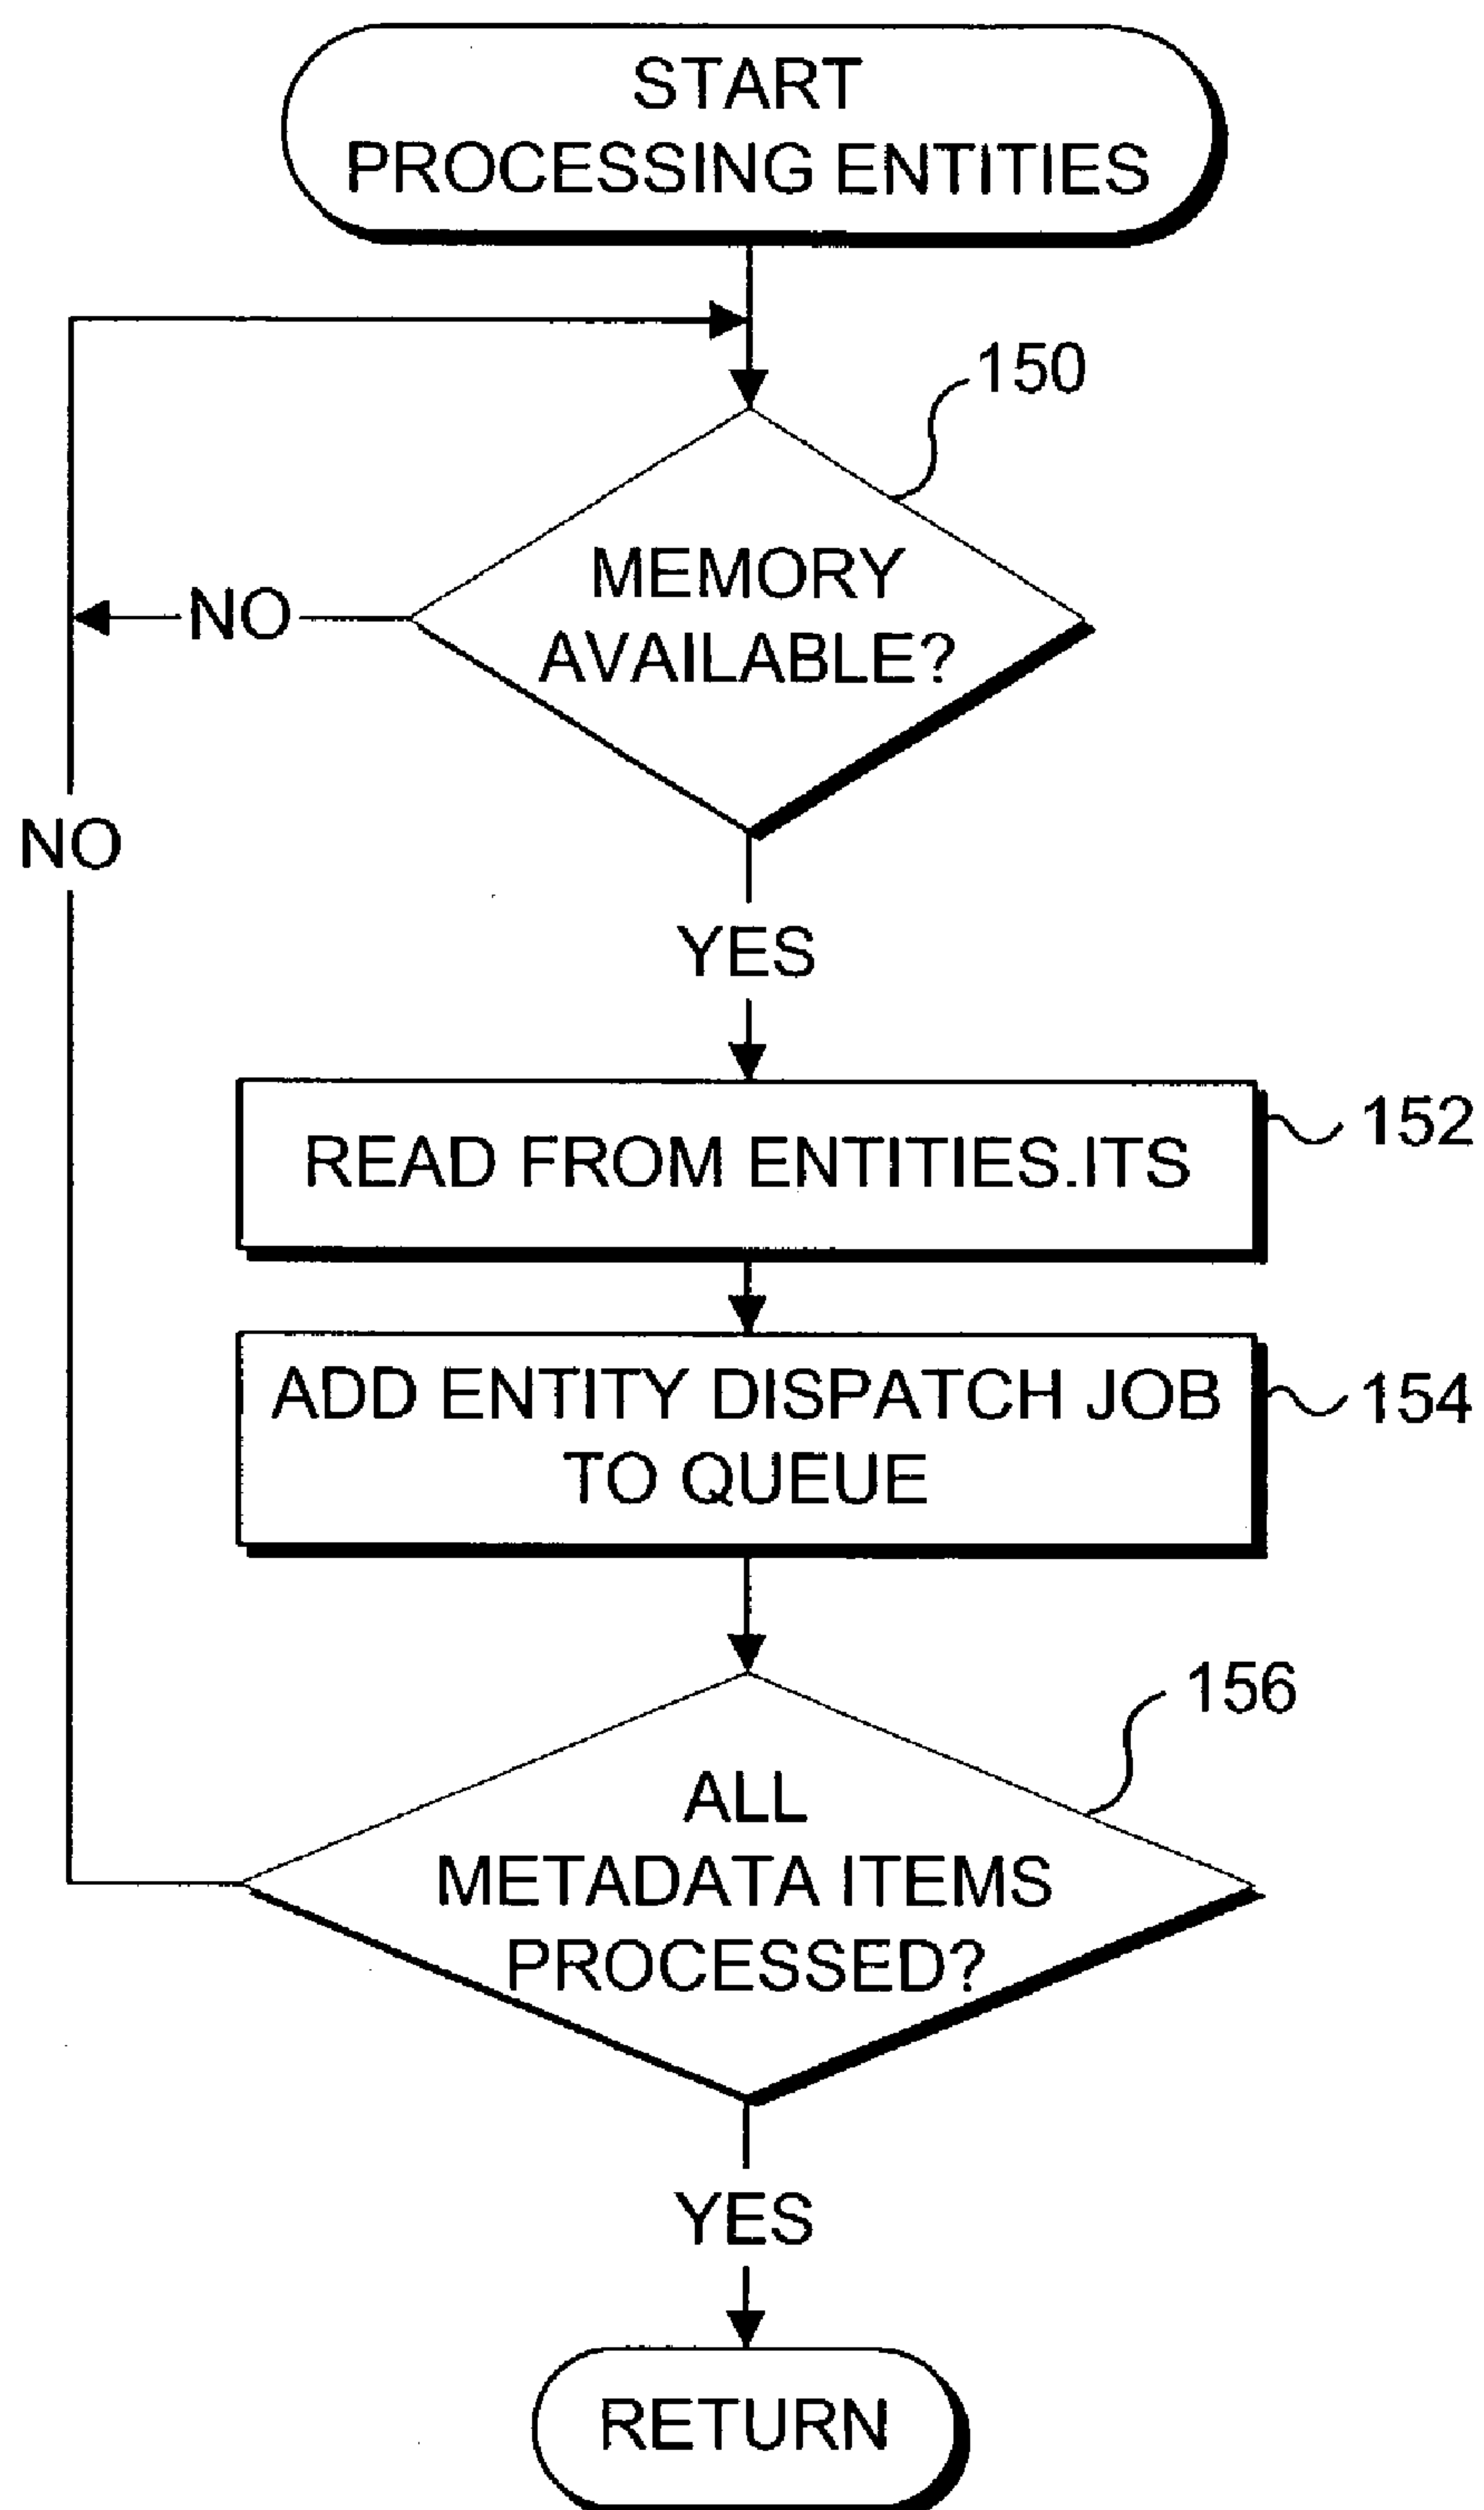 START
PROCESSING ENTITIES
150
MEMORY
AVAILABLE?
NO
NO
YES
READ FROM ENTITIES.ITS
152
ADD ENTITY DISPATCH JOB
TO QUEUE
154
156
ALL
METADATA ITEMS
PROCESSED?
YES
RETURN